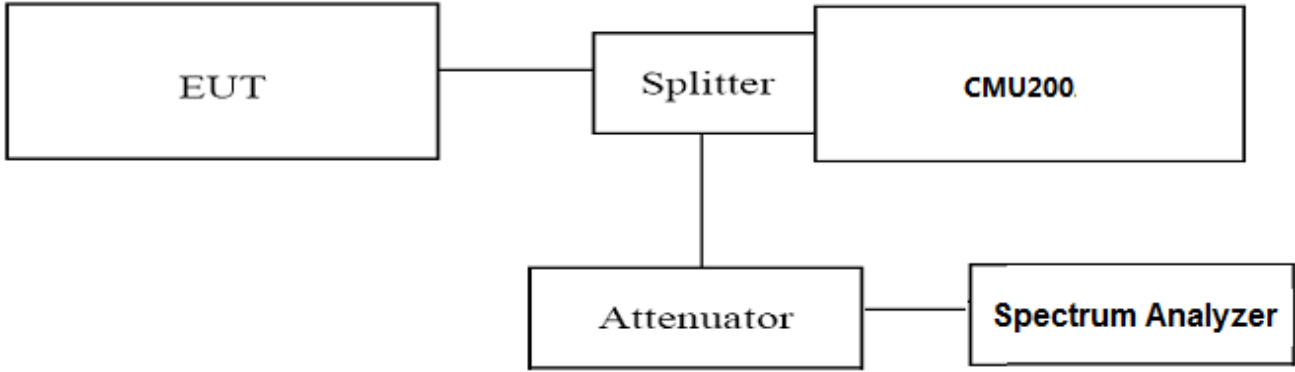 EUT
Splitter
CMU200
Attenuator
Spectrum Analyzer